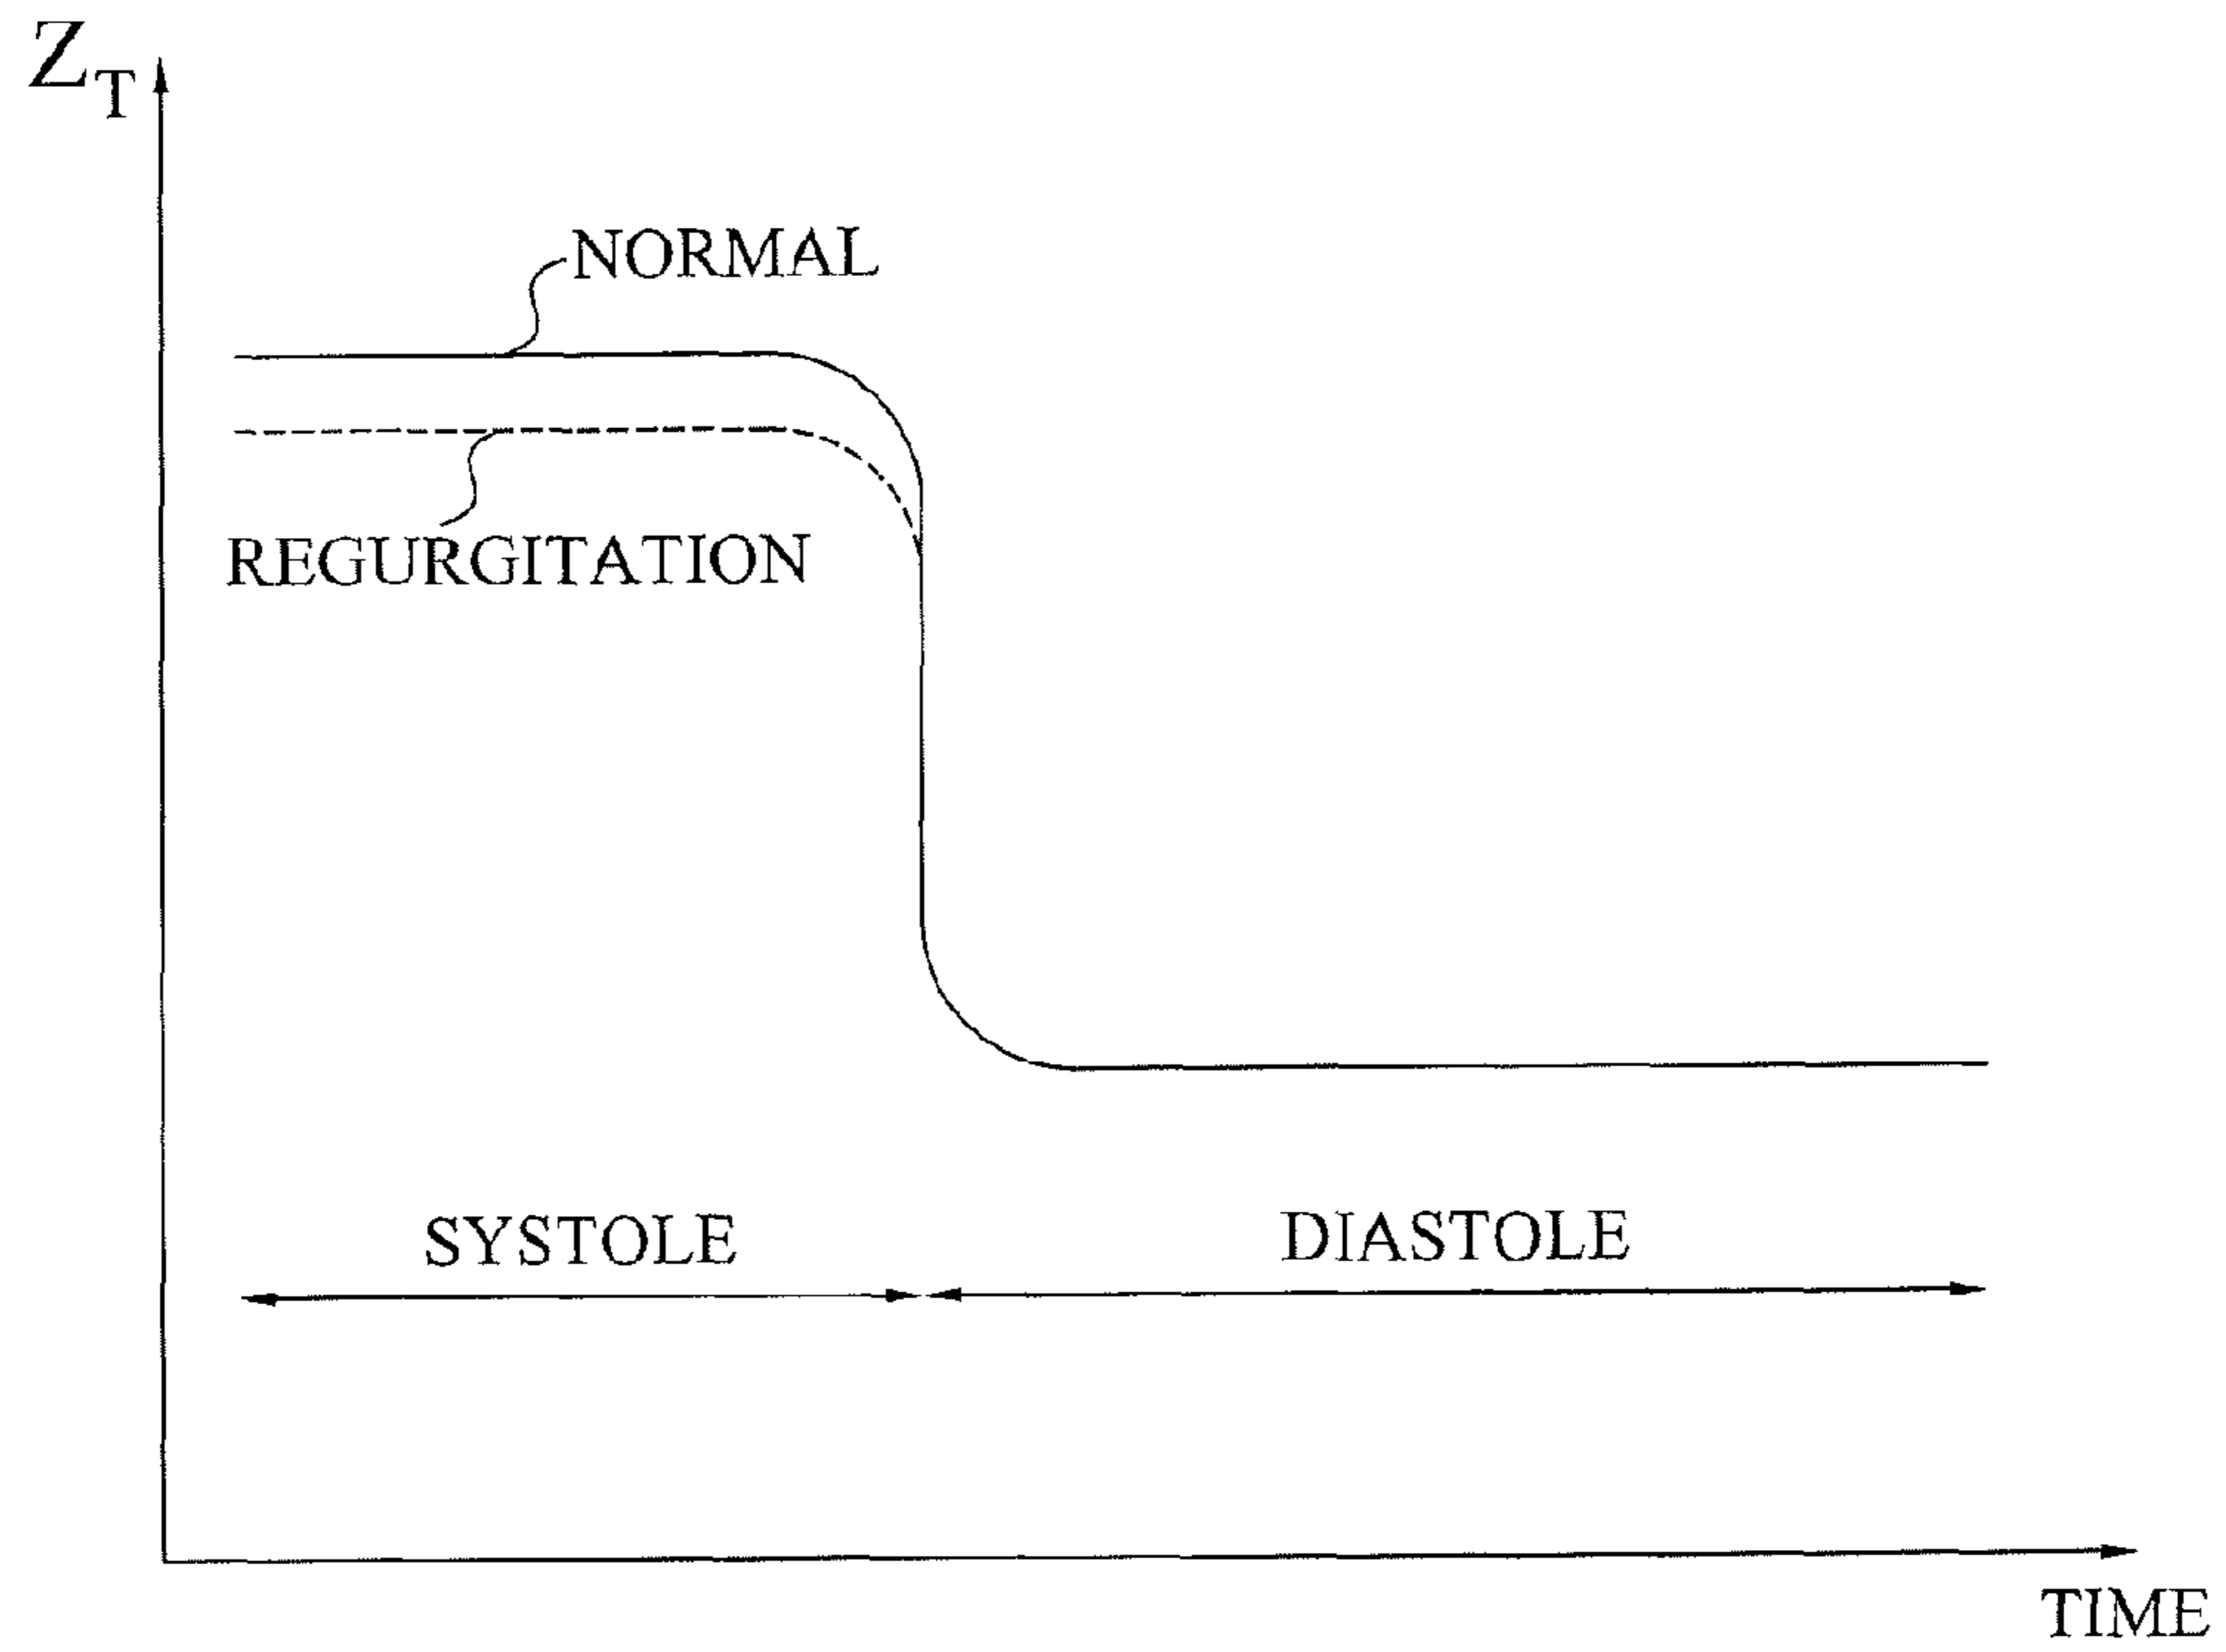 Z_T
NORMAL
REGURGITATION
SYSTOLE
DIASTOLE
TIME